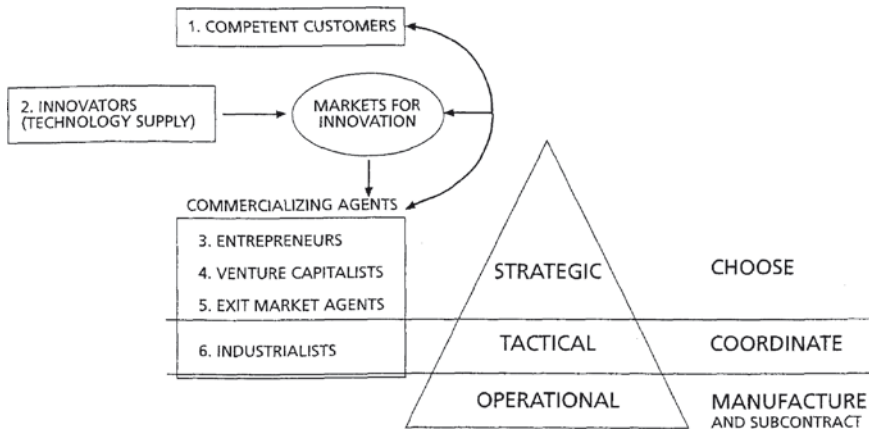 1. COMPETENT CUSTOMERS
2. INNOVATORS
(TECHNOLOGY SUPPLY)
MARKETS FOR
INNOVATION
COMMERCIALIZING AGENTS
3. ENTREPRENEURS
4. VENTURE CAPITALISTS
5. EXIT MARKET AGENTS
6. INDUSTRIALISTS
STRATEGIC
CHOOSE
TACTICAL
COORDINATE
OPERATIONAL
MANUFACTURE
AND SUBCONTRACT